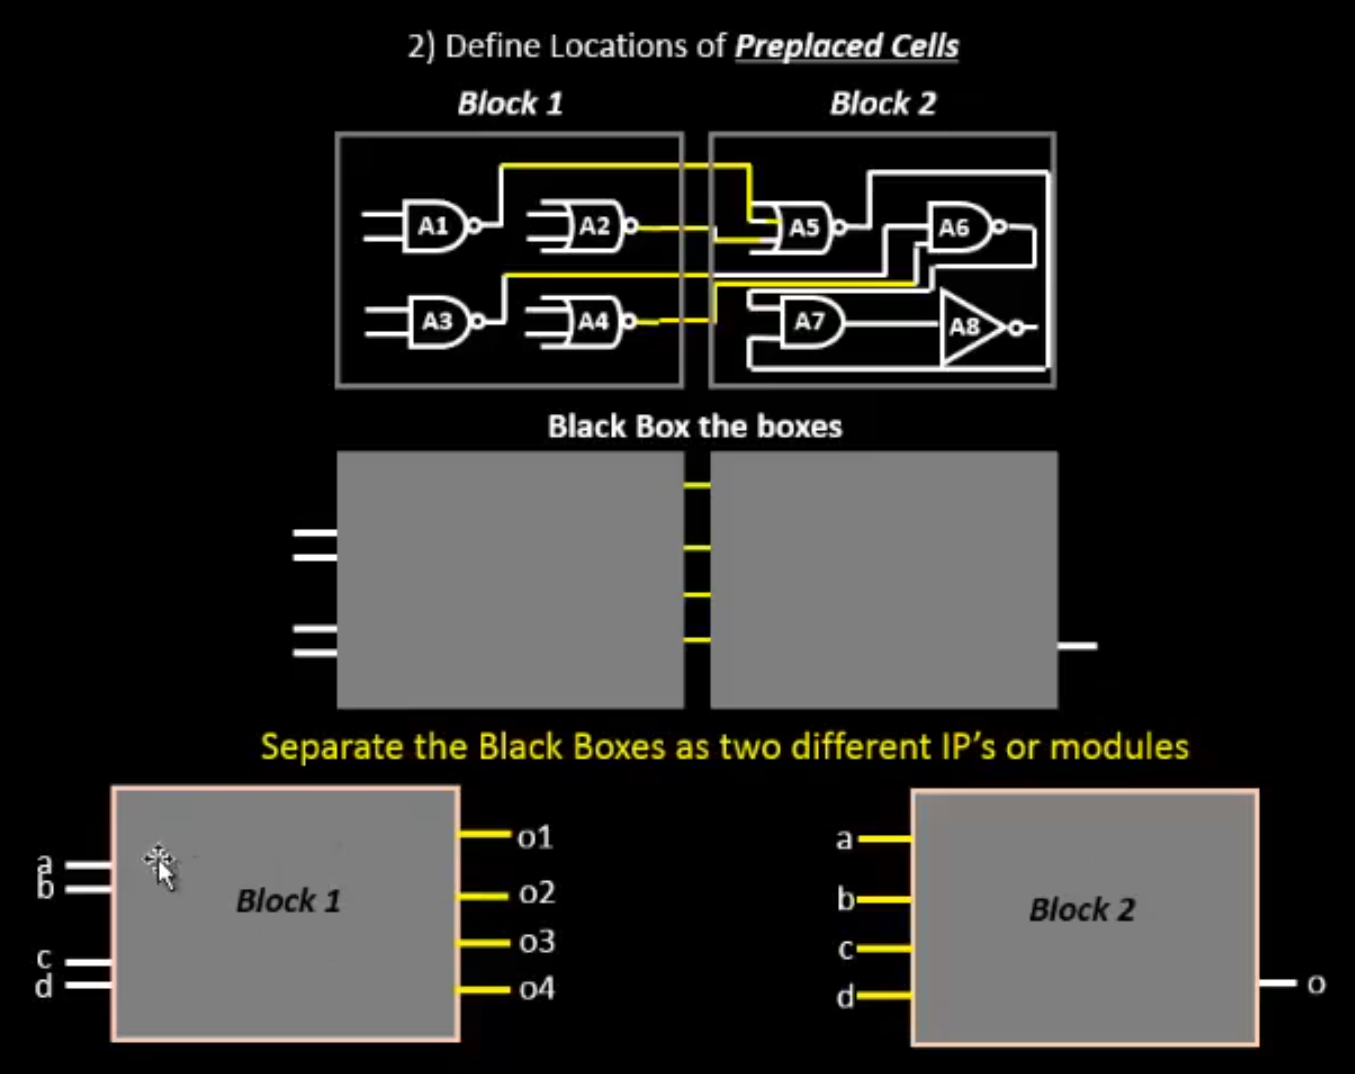 2) Define Locations of Preplaced Cells
Block 1
Block 2
A1
A2
A5
A6
A3
A4
A7
A8
Black Box the boxes
Separate the Black Boxes as two different IP’s or modules
a
b
c
d
Block 1
o1
o2
o3
o4
a
b
c
d
Block 2
o